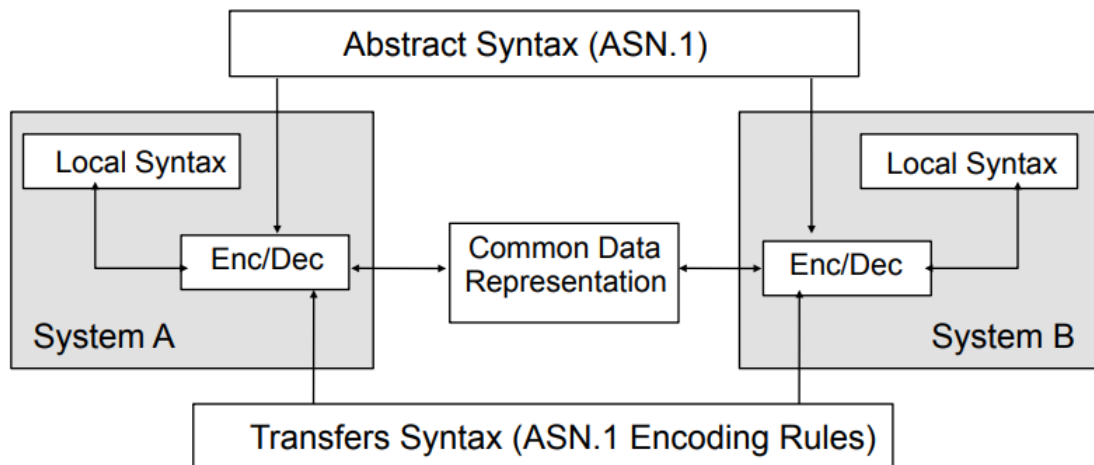 Abstract Syntax (ASN.1)
Local Syntax
Local Syntax
Enc/Dec
Common Data
Representation
Enc/Dec
System A
System B
Transfers Syntax (ASN.1 Encoding Rules)